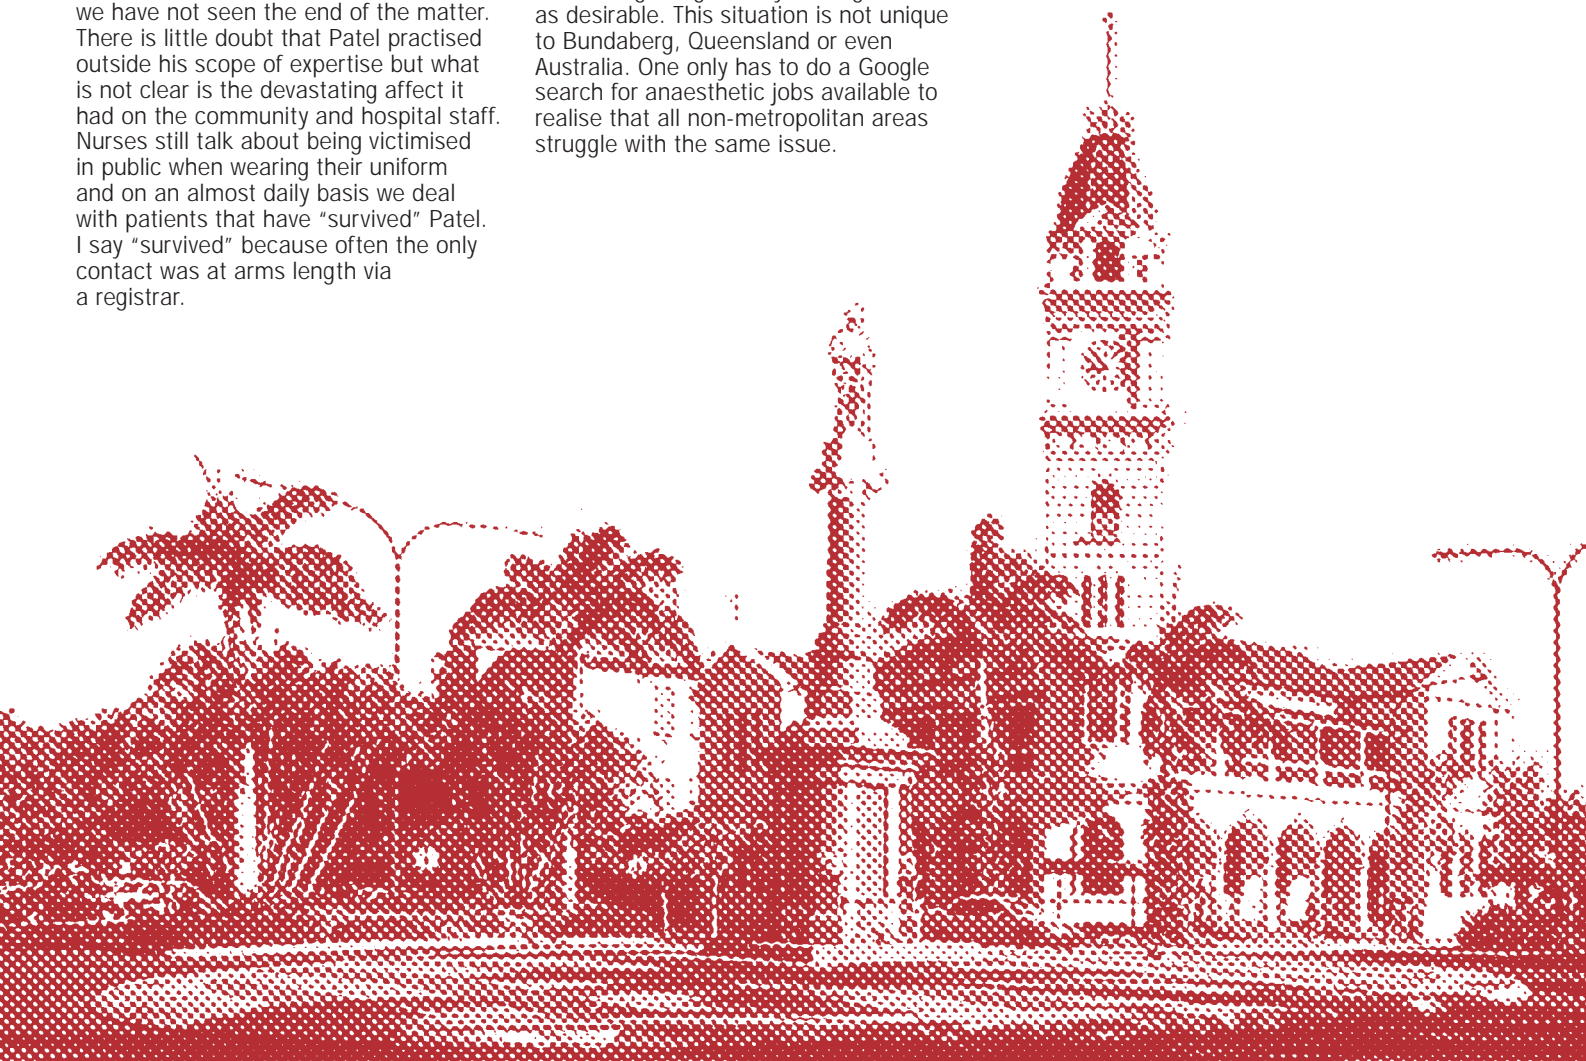 we have not seen the end of the matter.
There is little doubt that Patel practised
outside his scope of expertise but what
is not clear is the devastating affect it
had on the community and hospital staff.
Nurses still talk about being victimised
in public when wearing their uniform
and on an almost daily basis we deal
with patients that have “survived” Patel.
I say “survived” because often the only
contact was at arms length via
a registrar.
as desirable. This situation is not unique
to Bundaberg, Queensland or even
Australia. One only has to do a Google
search for anaesthetic jobs available to
realise that all non-metropolitan areas
struggle with the same issue.